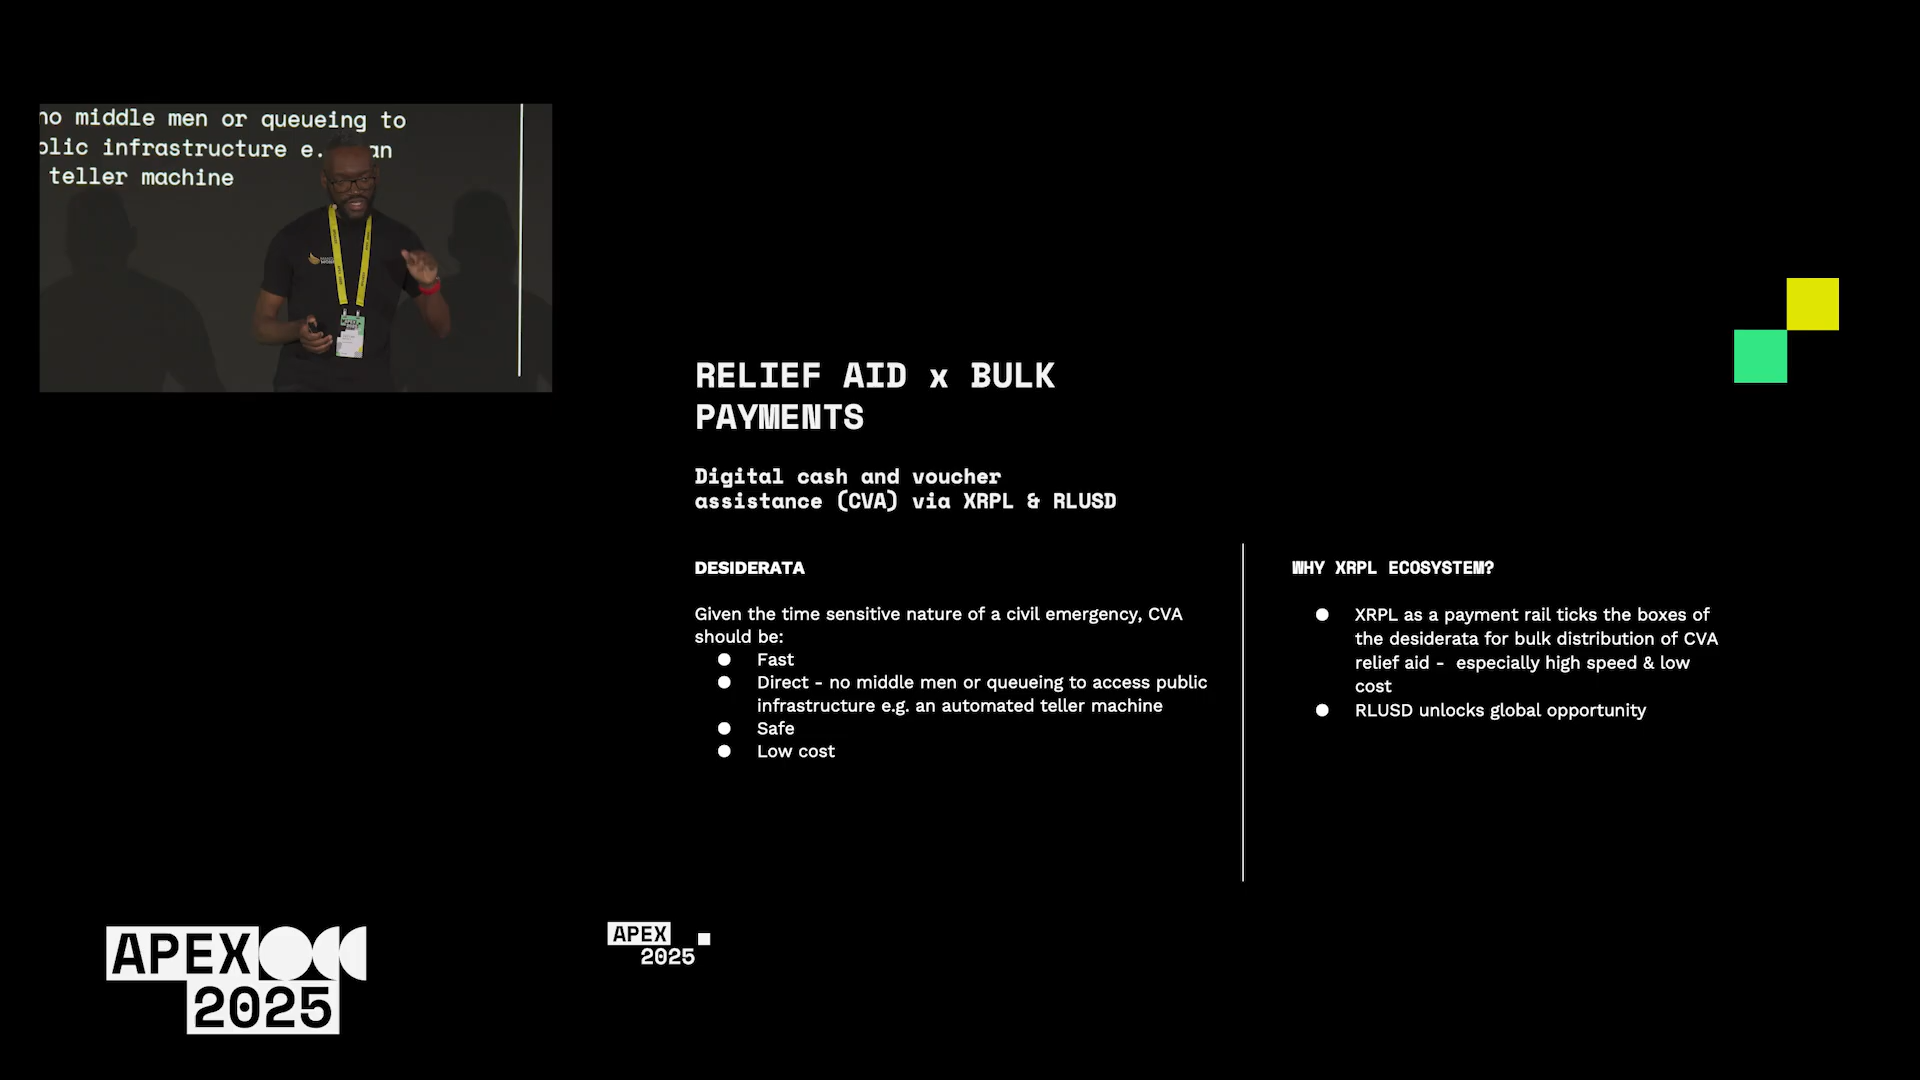 no middle men or queueing to
blic infrastructure e. an
teller machine
RELIEF AID x BULK
PAYMENTS
Digital cash and voucher
assistance (CVA) via XRPL & RLUSD
DESIDERATA
Given the time sensitive nature of a civil emergency, CVA
should be:
● Fast
● Direct - no middle men or queueing to access public
infrastructure e.g. an automated teller machine
● Safe
● Low cost
WHY XRPL ECOSYSTEM?
● XRPL as a payment rail ticks the boxes of
the desiderata for bulk distribution of CVA
relief aid - especially high speed & low
cost
● RLUSD unlocks global opportunity
APEX
2025
APEX
2025